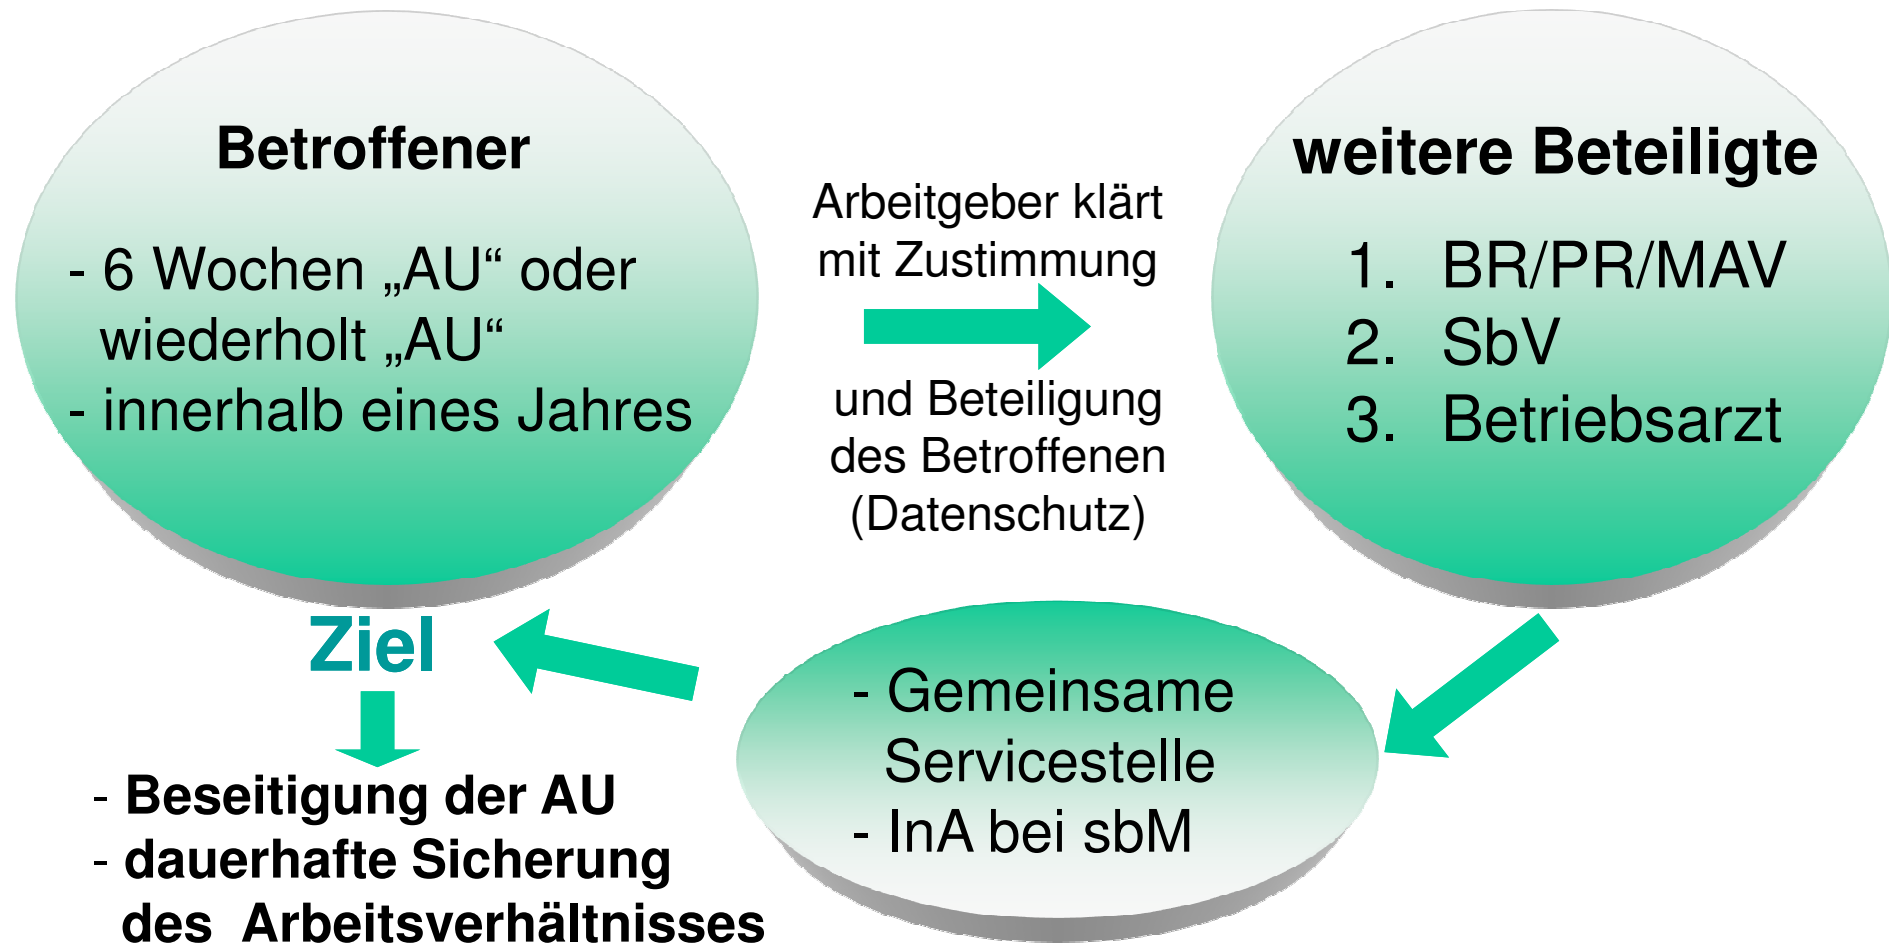 Betroffener
- 6 Wochen „AU“ oder
wiederholt „AU“
- innerhalb eines Jahres
Arbeitgeber klärt
mit Zustimmung
und Beteiligung
des Betroffenen
(Datenschutz)
weitere Beteiligte
1. BR/PR/MAV
2. SbV
3. Betriebsarzt
- Gemeinsame
Servicestelle
- InA bei sbM
Ziel
- Beseitigung der AU
- dauerhafte Sicherung
des Arbeitsverhältnisses